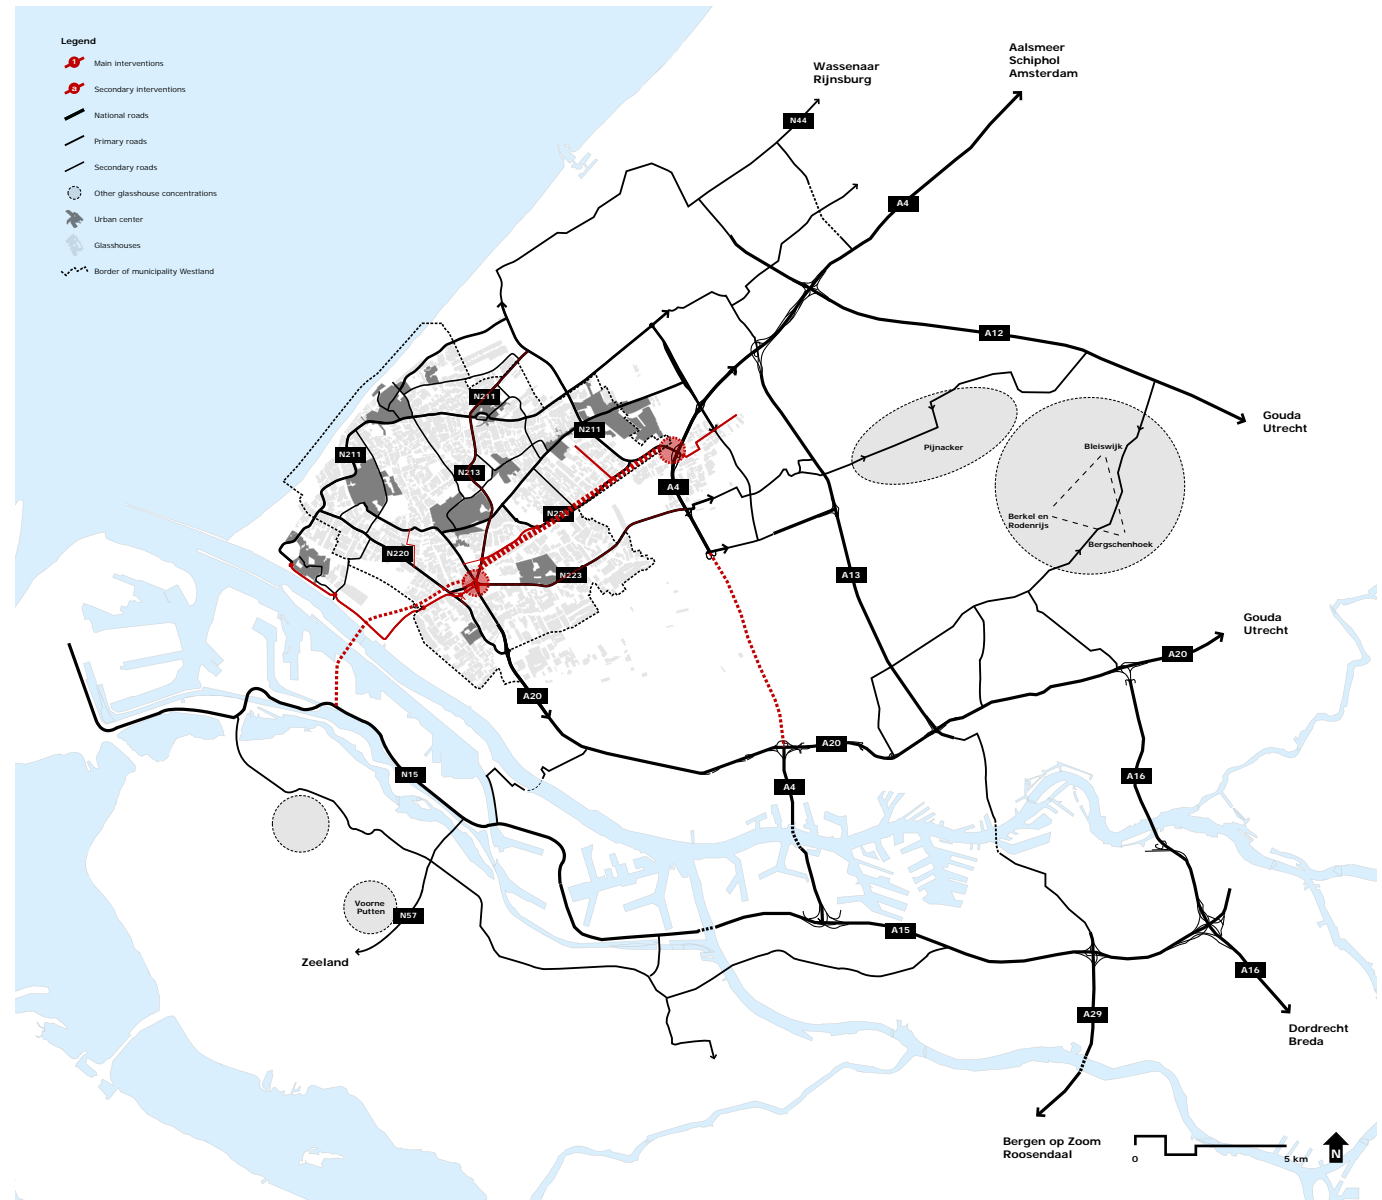 Legend
1 Main interventions
a Secondary interventions
National roads
Primary roads
Secondary roads
Other glasshouse concentrations
Urban center
Glasshouses
Border of municipality Westland
Aalsmeer
Schiphol
Amsterdam
Wassenaar
Rijnsburg
N44
A4
A12
Gouda
Utrecht
N211
N211
N211
N213
A4
N220
N223
A13
Pijnacker
Bleiswijk
Berkel en
Rodenrijs
Bergschenhoek
Gouda
Utrecht
A20
A20
A20
N15
A4
A16
Voorne
Putten
N57
Zeeland
A15
A16
A29
Dordrecht
Breda
Bergen op Zoom
Roosendaal
0
5 km
N